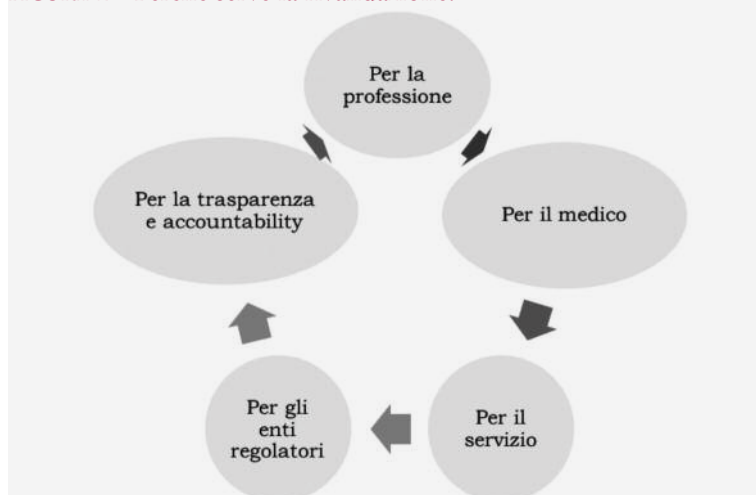 Per la
professione
Per la trasparenza
e accountability
Per il medico
Per gli
enti
regolatori
Per il
servizio